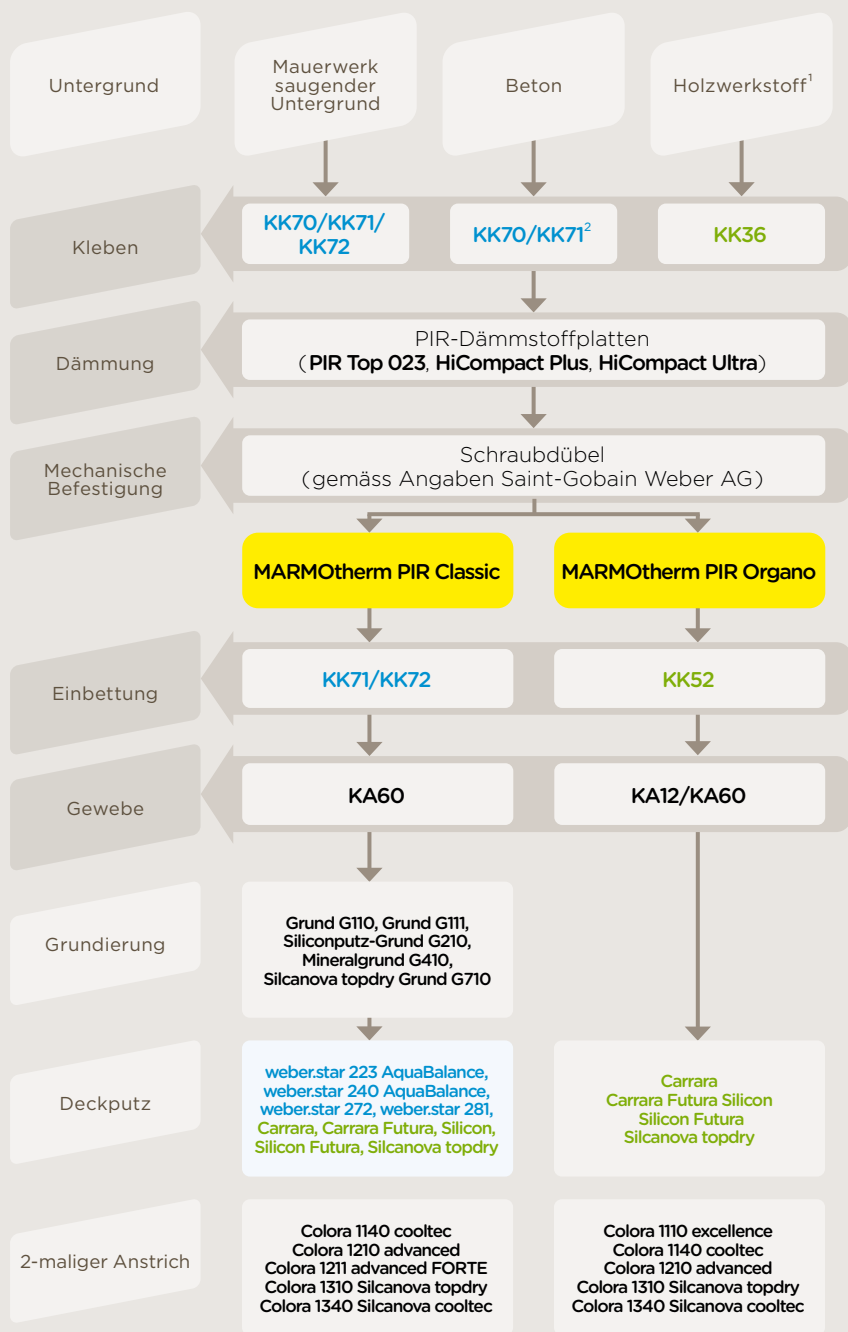 Untergrund
Mauerwerk
saugender
Untergrund
Beton
Holzwerkstoff¹
Kleben
KK70/KK71/
KK72
KK70/KK71²
KK36
Dämmung
PIR-Dämmstoffplatten
(PIR Top 023, HiCompact Plus, HiCompact Ultra)
Mechanische
Befestigung
Schraubdübel
(gemäss Angaben Saint-Gobain Weber AG)
MARMOtherm PIR Classic
MARMOtherm PIR Organo
Einbettung
KK71/KK72
KK52
Gewebe
KA60
KA12/KA60
Grundierung
Grund G110, Grund G111,
Siliconputz-Grund G210,
Mineralgrund G410,
Silcanova topdry Grund G710
Deckputz
weber.star 223 AquaBalance,
weber.star 240 AquaBalance,
weber.star 272, weber.star 281,
Carrara, Carrara Futura, Silicon,
Silicon Futura, Silcanova topdry
Carrara
Carrara Futura Silicon
Silicon Futura
Silcanova topdry
2-maliger Anstrich
Colora 1140 cooltec
Colora 1210 advanced
Colora 1211 advanced FORTE
Colora 1310 Silcanova topdry
Colora 1340 Silcanova cooltec
Colora 1110 excellence
Colora 1140 cooltec
Colora 1210 advanced
Colora 1310 Silcanova topdry
Colora 1340 Silcanova cooltec